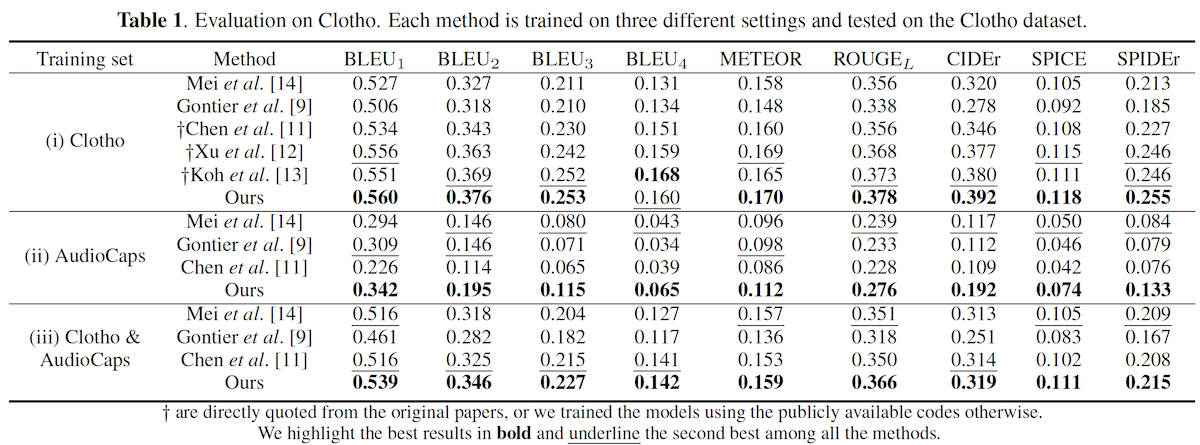 Table 1. Evaluation on Clotho. Each method is trained on three different settings and tested on the Clotho dataset.
Training set Method BLEU1 BLEU2 BLEU3 BLEU4 METEOR ROUGEL CIDEr SPICE SPIDEr
(i) Clotho
Mei et al. [14] 0.527 0.327 0.211 0.131 0.158 0.356 0.320 0.105 0.213
Gontier et al. [9] 0.506 0.318 0.210 0.134 0.148 0.338 0.278 0.092 0.185
†Chen et al. [11] 0.534 0.343 0.230 0.151 0.160 0.356 0.346 0.108 0.227
†Xu et al. [12] 0.556 0.363 0.242 0.159 0.169 0.368 0.377 0.115 0.246
†Koh et al. [13] 0.551 0.369 0.252 0.168 0.165 0.373 0.380 0.111 0.246
Ours 0.560 0.376 0.253 0.160 0.170 0.378 0.392 0.118 0.255
(ii) AudioCaps
Mei et al. [14] 0.294 0.146 0.080 0.043 0.096 0.239 0.117 0.050 0.084
Gontier et al. [9] 0.309 0.146 0.071 0.034 0.098 0.233 0.112 0.046 0.079
Chen et al. [11] 0.226 0.114 0.065 0.039 0.086 0.228 0.109 0.042 0.076
Ours 0.342 0.195 0.115 0.065 0.112 0.276 0.192 0.074 0.133
(iii) Clotho &
AudioCaps
Mei et al. [14] 0.516 0.318 0.204 0.127 0.157 0.351 0.313 0.105 0.209
Gontier et al. [9] 0.461 0.282 0.182 0.117 0.136 0.318 0.251 0.083 0.167
Chen et al. [11] 0.516 0.325 0.215 0.141 0.153 0.350 0.314 0.102 0.208
Ours 0.539 0.346 0.227 0.142 0.159 0.366 0.319 0.111 0.215
† are directly quoted from the original papers, or we trained the models using the publicly available codes otherwise.
We highlight the best results in bold and underline the second best among all the methods.